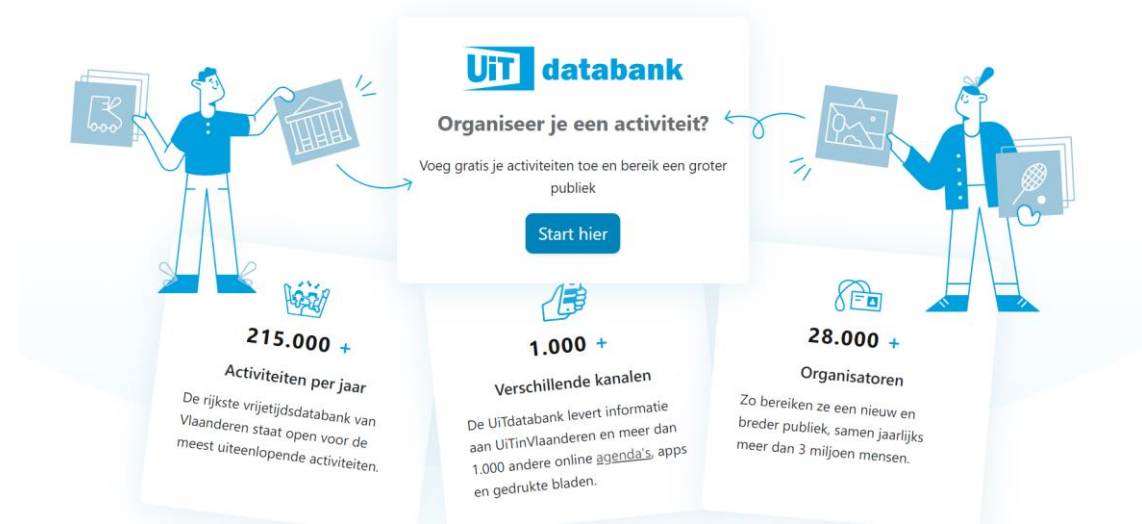 UiT databank
Organiseer je een activiteit?
Voeg gratis je activiteiten toe en bereik een groter
publiek
Start hier
215.000 +
Activiteiten per jaar
De rijkste vrijetijdsdatabank van
Vlaanderen staat open voor de
meest uiteenlopende activiteiten.
1.000 +
Verschillende kanalen
De UiTdatabank levert informatie
aan UiTinVlaanderen en meer dan
1.000 andere online agenda's, apps
en gedrukte bladen.
28.000 +
Organisatoren
Zo bereiken ze een nieuw en
breder publiek, samen jaarlijks
meer dan 3 miljoen mensen.